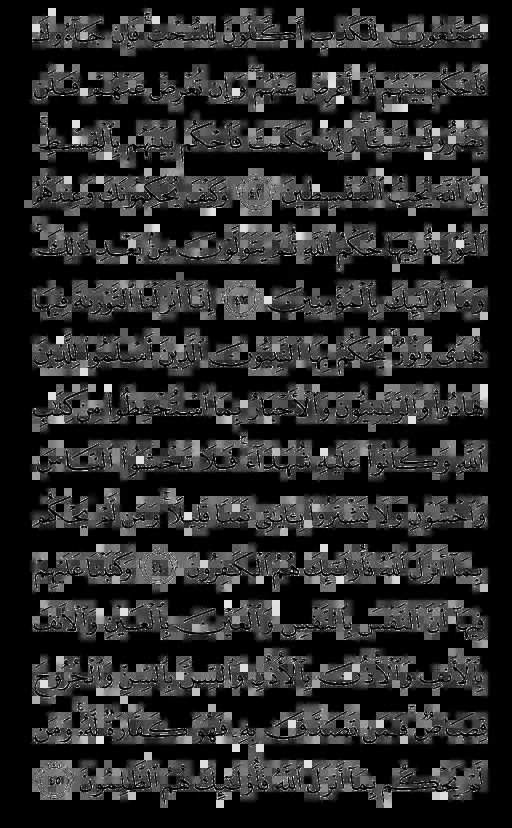 سَمَّٰعُونَ لِلْكَذِبِ أَكَّٰلُونَ لِلسُّحْتِ فَإِن جَآءُوكَ
فَٱحْكُم بَيْنَهُمْ أَوْ أَعْرِضْ عَنْهُمْ وَإِن تُعْرِضْ عَنْهُمْ فَلَن
يَضُرُّوكَ شَيْـًٔا وَإِنْ حَكَمْتَ فَٱحْكُم بَيْنَهُم بِٱلْقِسْطِ
إِنَّ ٱللَّهَ يُحِبُّ ٱلْمُقْسِطِينَ ٤٢ وَكَيْفَ يُحَكِّمُونَكَ وَعِندَهُمُ
ٱلتَّوْرَىٰةُ فِيهَا حُكْمُ ٱللَّهِ ثُمَّ يَتَوَلَّوْنَ مِنۢ بَعْدِ ذَٰلِكَ
وَمَآ أُو۟لَٰٓئِكَ بِٱلْمُؤْمِنِينَ ٤٣ إِنَّآ أَنزَلْنَا ٱلتَّوْرَىٰةَ فِيهَا
هُدًى وَنُورٌ يَحْكُمُ بِهَا ٱلنَّبِيُّونَ ٱلَّذِينَ أَسْلَمُوا۟ لِلَّذِينَ
هَادُوا۟ وَٱلرَّبَّٰنِيُّونَ وَٱلْأَحْبَارُ بِمَا ٱسْتُحْفِظُوا۟ مِن كِتَٰبِ
ٱللَّهِ وَكَانُوا۟ عَلَيْهِ شُهَدَآءَ فَلَا تَخْشَوُا۟ ٱلنَّاسَ
وَٱخْشَوْنِ وَلَا تَشْتَرُوا۟ بِـَٔايَٰتِى ثَمَنًا قَلِيلًا وَمَن لَّمْ يَحْكُم
بِمَآ أَنزَلَ ٱللَّهُ فَأُو۟لَٰٓئِكَ هُمُ ٱلْكَٰفِرُونَ ٤٤ وَكَتَبْنَا عَلَيْهِمْ
فِيهَآ أَنَّ ٱلنَّفْسَ بِٱلنَّفْسِ وَٱلْعَيْنَ بِٱلْعَيْنِ وَٱلْأَنفَ
بِٱلْأَنفِ وَٱلْأُذُنَ بِٱلْأُذُنِ وَٱلسِّنَّ بِٱلسِّنِّ وَٱلْجُرُوحَ
قِصَاصٌ فَمَن تَصَدَّقَ بِهِۦ فَهُوَ كَفَّارَةٌ لَّهُۥ وَمَن
لَّمْ يَحْكُم بِمَآ أَنزَلَ ٱللَّهُ فَأُو۟لَٰٓئِكَ هُمُ ٱلظَّٰلِمُونَ ٤٥